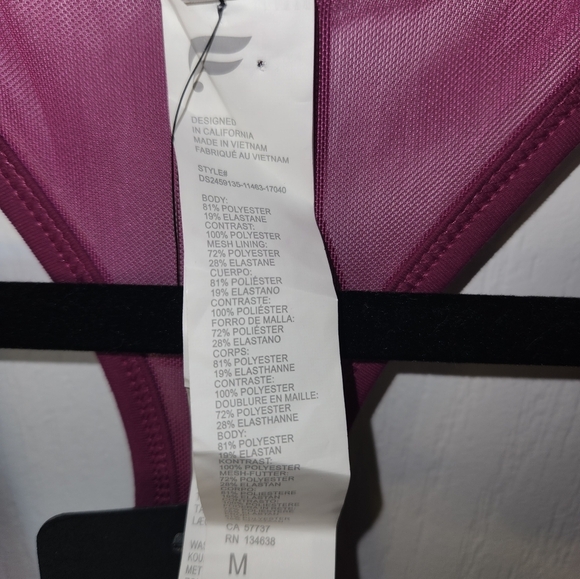 DESIGNED
IN CALIFORNIA
MADE IN VIETNAM
FABRIQUÉ AU VIETNAM
STYLE#
DS2459135-11463-17040
BODY:
81% POLYESTER
19% ELASTANE
CONTRAST:
100% POLYESTER
MESH LINING:
72% POLYESTER
28% ELASTANE
CUERPO:
81% POLIÉSTER
19% ELASTANO
CONTRASTE:
100% POLIÉSTER
FORRO DE MALLA:
72% POLIÉSTER
28% ELASTANO
CORPS:
81% POLYESTER
19% ELASTHANNE
CONTRASTE:
100% POLYESTER
DOUBLURE EN MAILLE:
72% POLYESTER
28% ELASTHANNE
BODY:
81% POLYESTER
19% ELASTAN
KONTRAST:
100% POLYESTER
MESH-FUTTER:
72% POLYESTER
28% ELASTAN
CORPO:
81% POLIESTERE
CA 57737
RN 134638
M